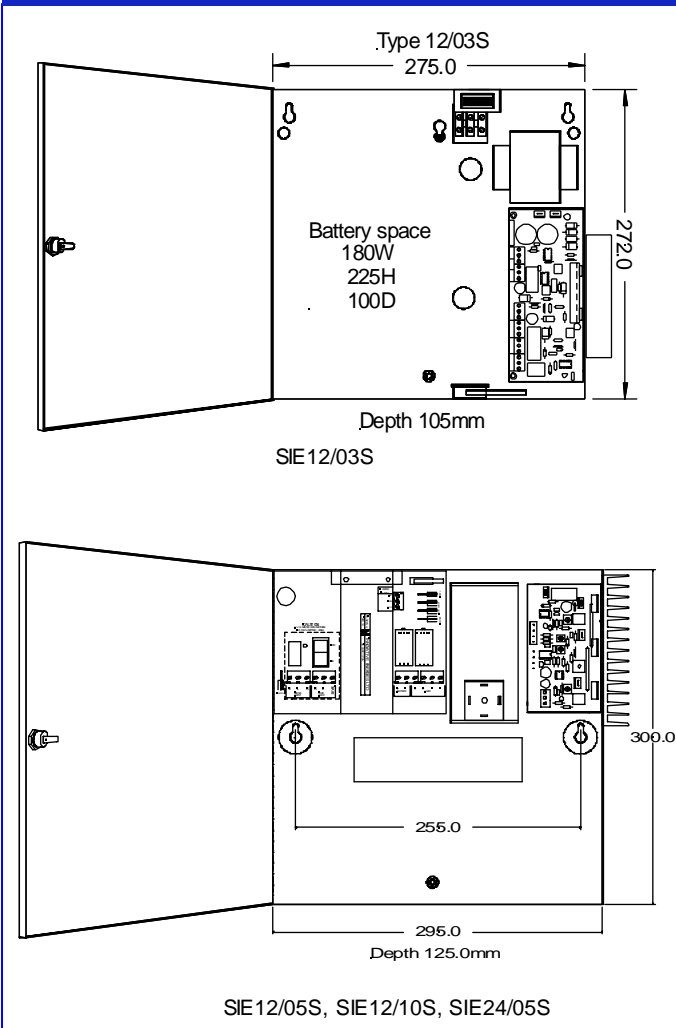 Type 12/03S
275.0
272.0
Battery space
180W
225H
100D
Depth 105mm
SIE12/03S
300.0
255.0
295.0
Depth 125.0mm
SIE12/05S, SIE12/10S, SIE24/05S